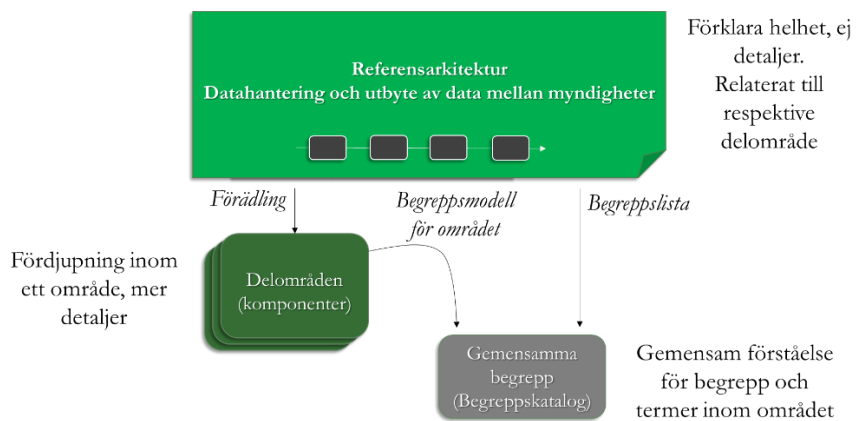 Referensarkitektur
Datahantering och utbyte av data mellan myndigheter
Förklara helhet, ej
detaljer.
Relaterat till
respektive
delområde
Förädling
Begreppsmodell
för området
Begreppslista
Fördjupning inom
ett område, mer
detaljer
Delområden
(komponenter)
Gemensamma
begrepp
(Begreppskatalog)
Gemensam förståelse
för begrepp och
termer inom området